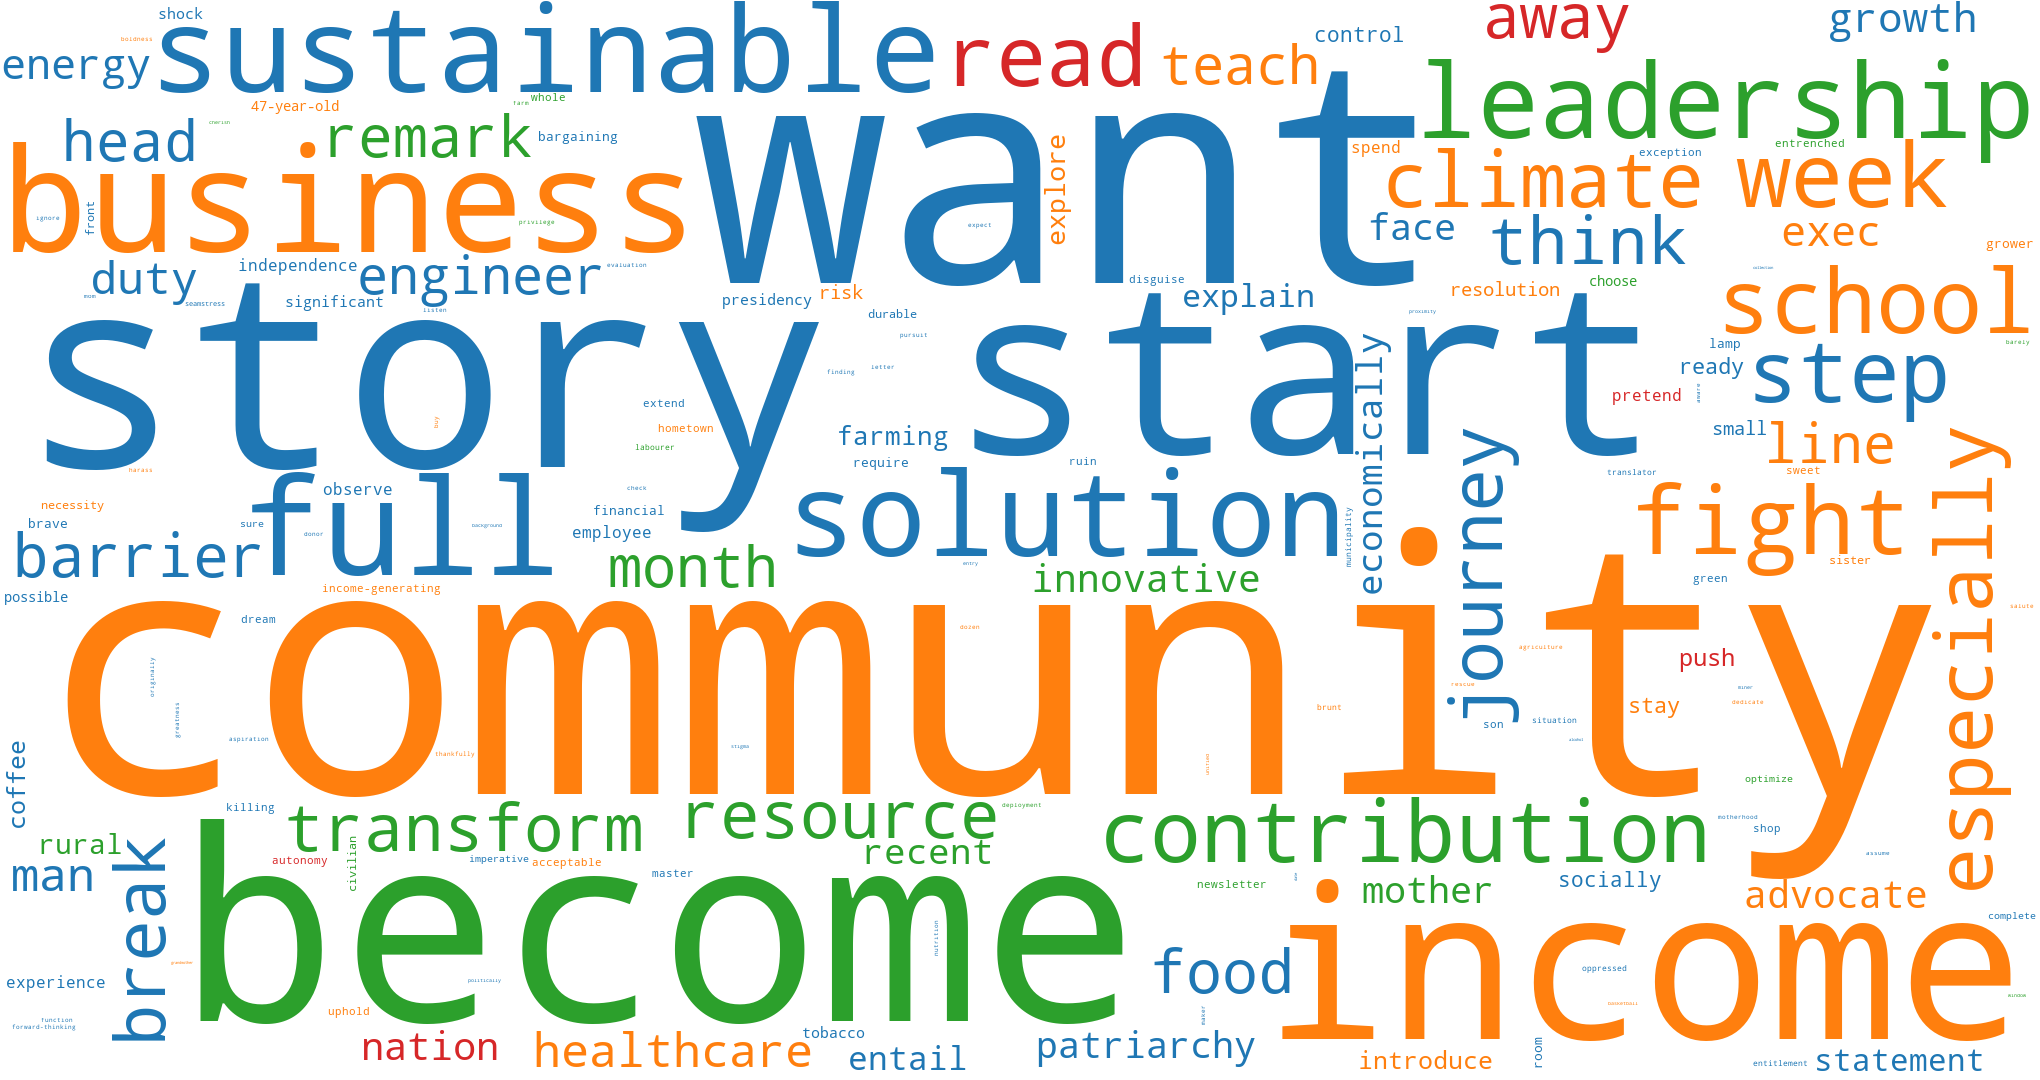 shock
boldness
energy
sustainable
read
teach
control
away
growth
47-year-old
farm
whole
leadership
head
cherish
remark
bargaining
want
explore
spend
climate
exception
entrenched
week
business
ignore
front
privilege
expect
face
think
exec
grower
duty
independence
engineer
evaluation
mom
seamstress
significant
listen
presidency
risk
disguise
explain
resolution
choose
school
story
durable
pursuit
start
proximity
lamp
barely
finding
letter
economically
ready
step
extend
pretend
aware
buy
hometown
labourer
farming
require
ruin
journey
small
line
harass
sweet
translator
full
observe
check
solution
fight
especially
necessity
brave
sure
donor
background
financial
employee
municipality
barrier
month
entry
innovative
green
sister
possible
income-generating
dream
community
dozen
agriculture
salute
originally
push
rescue
miner
greatness
brunt
stay
dedicate
son
situation
aspiration
thankfully
stigma
alcohol
coffee
optimize
killing
transform
resource
deployment
contribution
motherhood
shop
rural
civilian
recent
assume
man
break
autonomy
imperative
acceptable
master
newsletter
mother
socially
advocate
become
income
complete
nutrition
food
oppressed
experience
politically
basketball
function
forward-thinking
uphold
maker
nation
healthcare
tobacco
entail
patriarchy
introduce
room
entitlement
statement